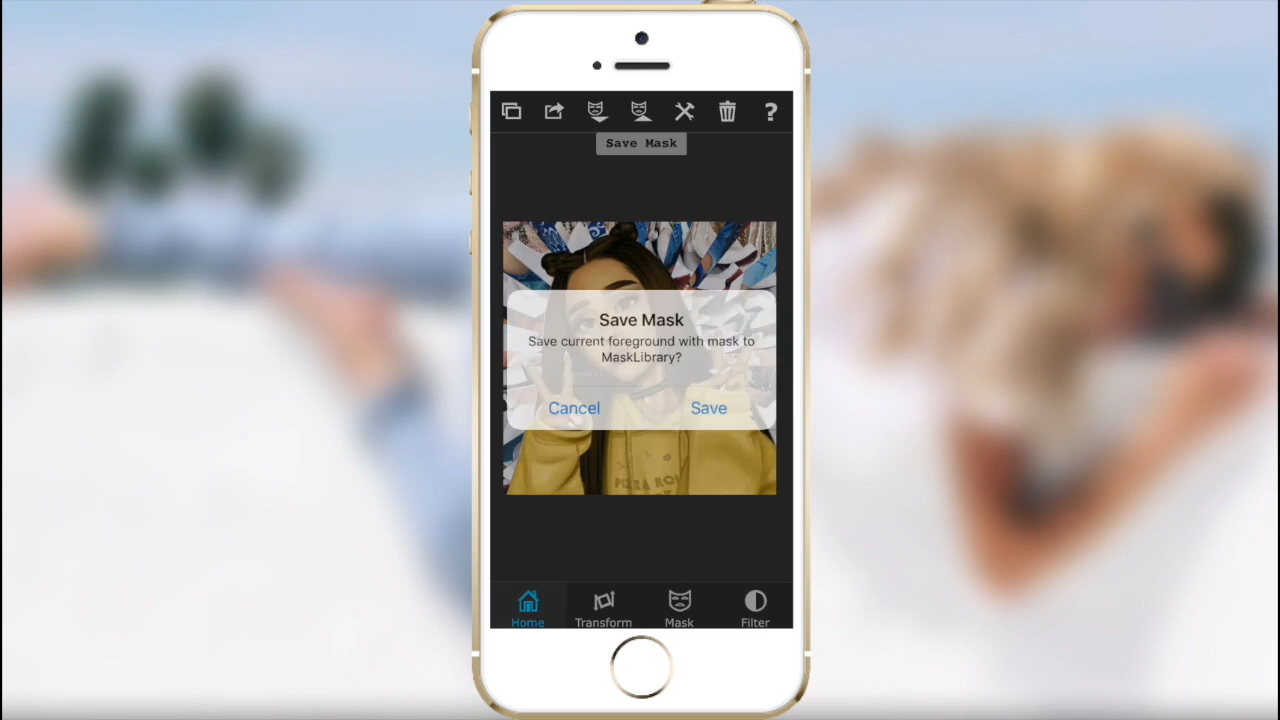 ?
Save Mask
Save Mask
Save current foreground with mask to
MaskLibrary?
Cancel
Save
PIZZA
Home
Transform
Mask
Filter